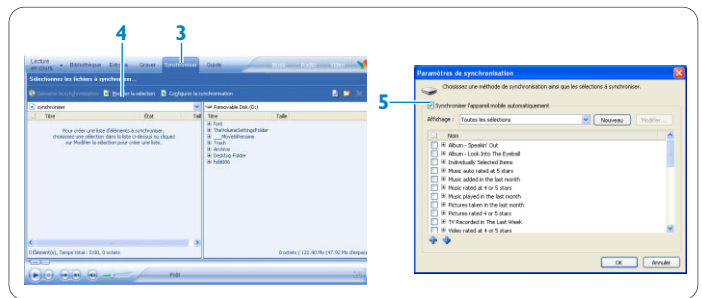 4
3
Lecture
en cours
Bibliothèque
Extraire
Graver
Synchroniser
Guide
Music
Radio
Sélectionnez les fichiers à synchroniser...
Démarrer la synchronisation
Modifier la sélection
Configurer la synchronisation
synchroniser
Removable Disk (D:)
Titre
État
Taill
Titre
Taille
Pour créer une liste d'éléments à synchroniser,
choisissez une sélection dans la liste ci-dessus ou cliquez
sur Modifier la sélection pour créer une liste.
Font
TheVolumeSettingsFolder
Trash
Archive
Desktop Folder
0 Élément(s), Temps total : 0:00, 0 octets
0 octets / 122.40 Mo (47.92 Mo d'espace
Prêt
5
Paramètres de synchronisation
Choisissez une méthode de synchronisation ainsi que les sélections à synchroniser.
Synchroniser l'appareil mobile automatiquement
Affichage :
Toutes les sélections
Nouveau
Modifier...
Nom
Album - Speakin' Out
Album - Look Into The Eyeball
Individually Selected Items
Music auto rated at 5 stars
Music added in the last month
Music rated at 4 or 5 stars
Music played in the last month
Pictures taken in the last month
Pictures rated 4 or 5 stars
TV Recorded in The Last Week
Video rated at 4 or 5 stars
OK
Annuler